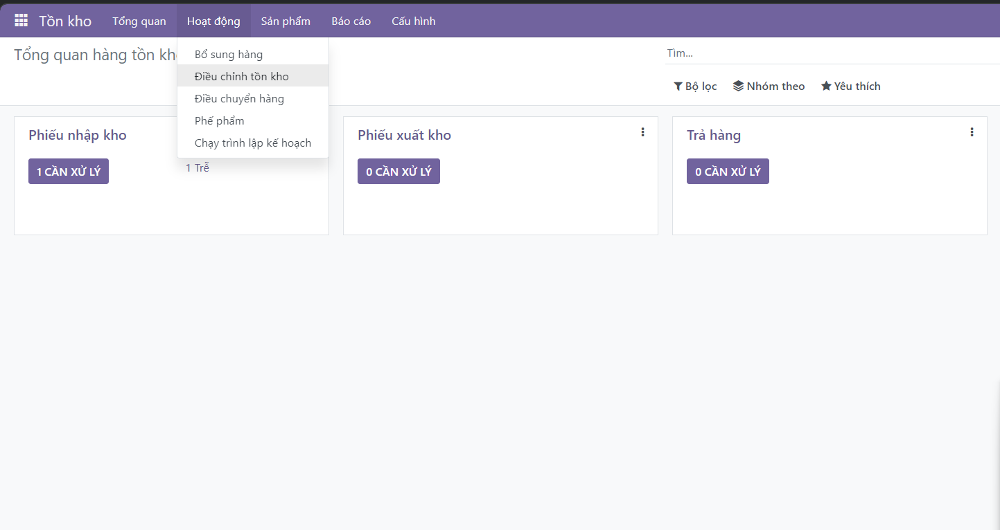 Tồn kho Tổng quan Hoạt động Sản phẩm Báo cáo Cấu hình
Tổng quan hàng tồn kh
Tìm...
Bộ lọc Nhóm theo Yêu thích
Bổ sung hàng
Điều chỉnh tồn kho
Điều chuyển hàng
Phế phẩm
Chạy trình lập kế hoạch
Phiếu nhập kho
1 CẦN XỬ LÝ
1 Trễ
Phiếu xuất kho
0 CẦN XỬ LÝ
Trả hàng
0 CẦN XỬ LÝ